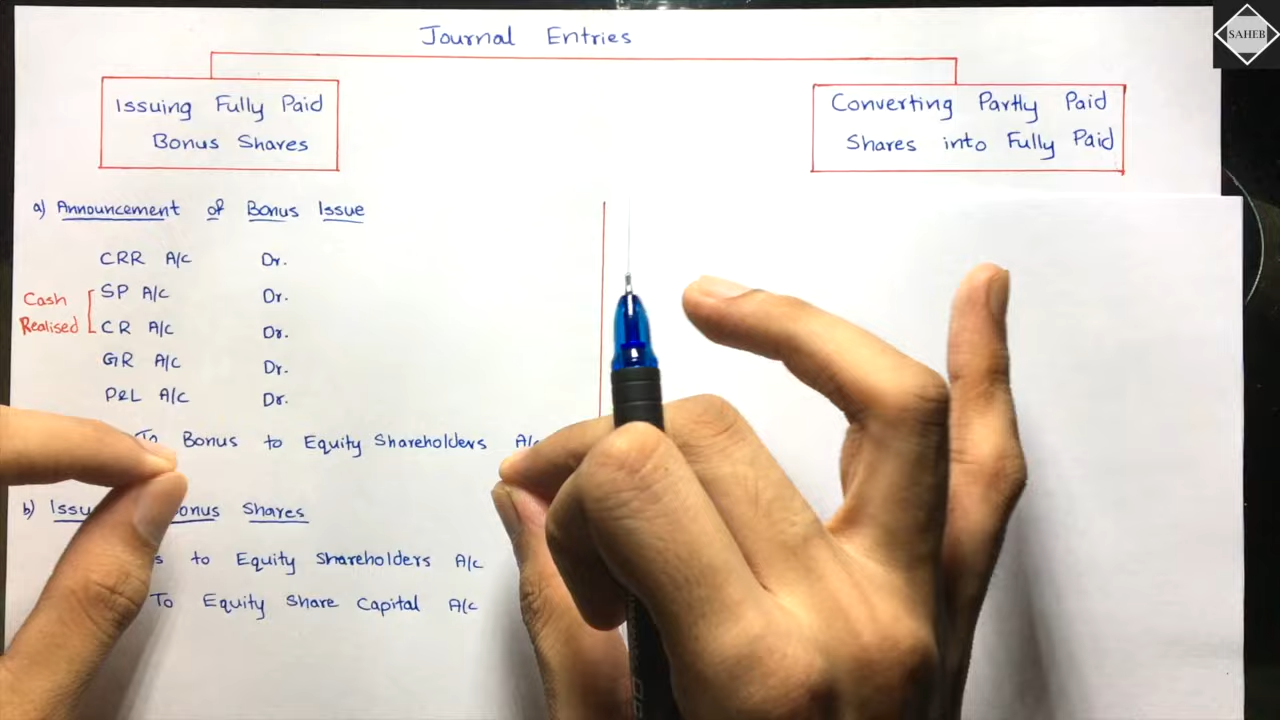 Journal Entries
SAHEB
Issuing Fully Paid
Bonus Shares
Converting Partly Paid
Shares into Fully Paid
a) Announcement of Bonus Issue
CRR A/c Dr.
Cash
Realised
SP A/c Dr.
CR A/c Dr.
GR A/c Dr.
P&L A/c Dr.
To Bonus to Equity Shareholders A/c
b) Shares
to Equity Shareholders A/c
To Equity Share Capital A/c